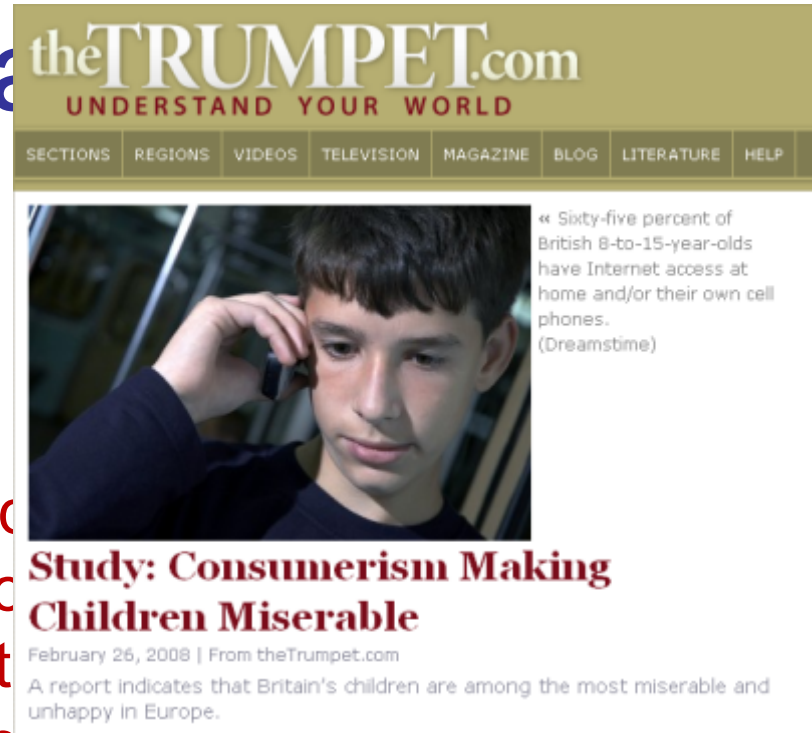 theTRUMPET.com
UNDERSTAND YOUR WORLD
SECTIONS REGIONS VIDEOS TELEVISION MAGAZINE BLOG LITERATURE HELP
« Sixty-five percent of
British 8-to-15-year-olds
have Internet access at
home and/or their own cell
phones.
(Dreamstime)
Study: Consumerism Making
Children Miserable
February 26, 2008 | From theTrumpet.com
A report indicates that Britain's children are among the most miserable and
unhappy in Europe.